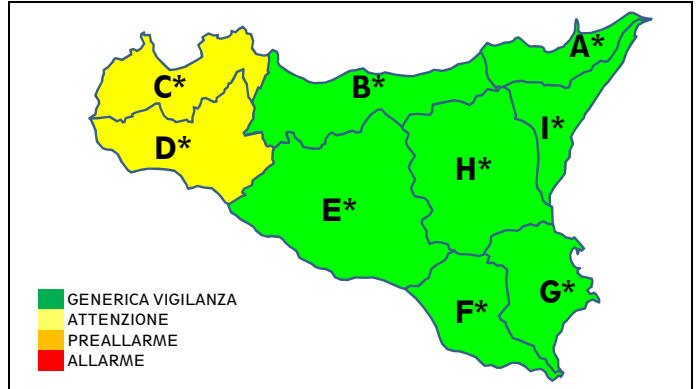 A*
C*
B*
I*
D*
H*
E*
G*
F*
GENERICA VIGILANZA
ATTENZIONE
PREALLARME
ALLARME